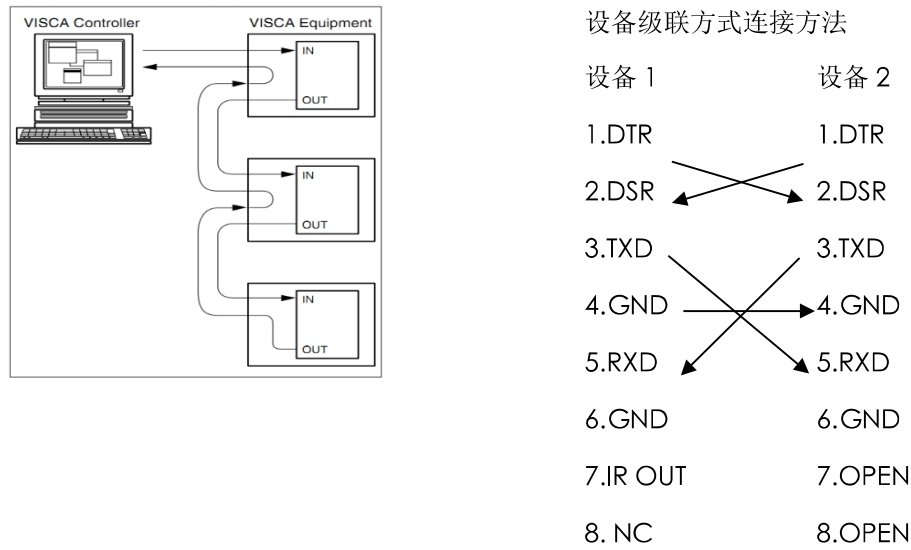 VISCA Controller
VISCA Equipment
IN
OUT
IN
OUT
IN
OUT
设备级联方式连接方法
设备 1 设备 2
1.DTR 1.DTR
2.DSR 2.DSR
3.TXD 3.TXD
4.GND 4.GND
5.RXD 5.RXD
6.GND 6.GND
7.IR OUT 7.OPEN
8. NC 8.OPEN